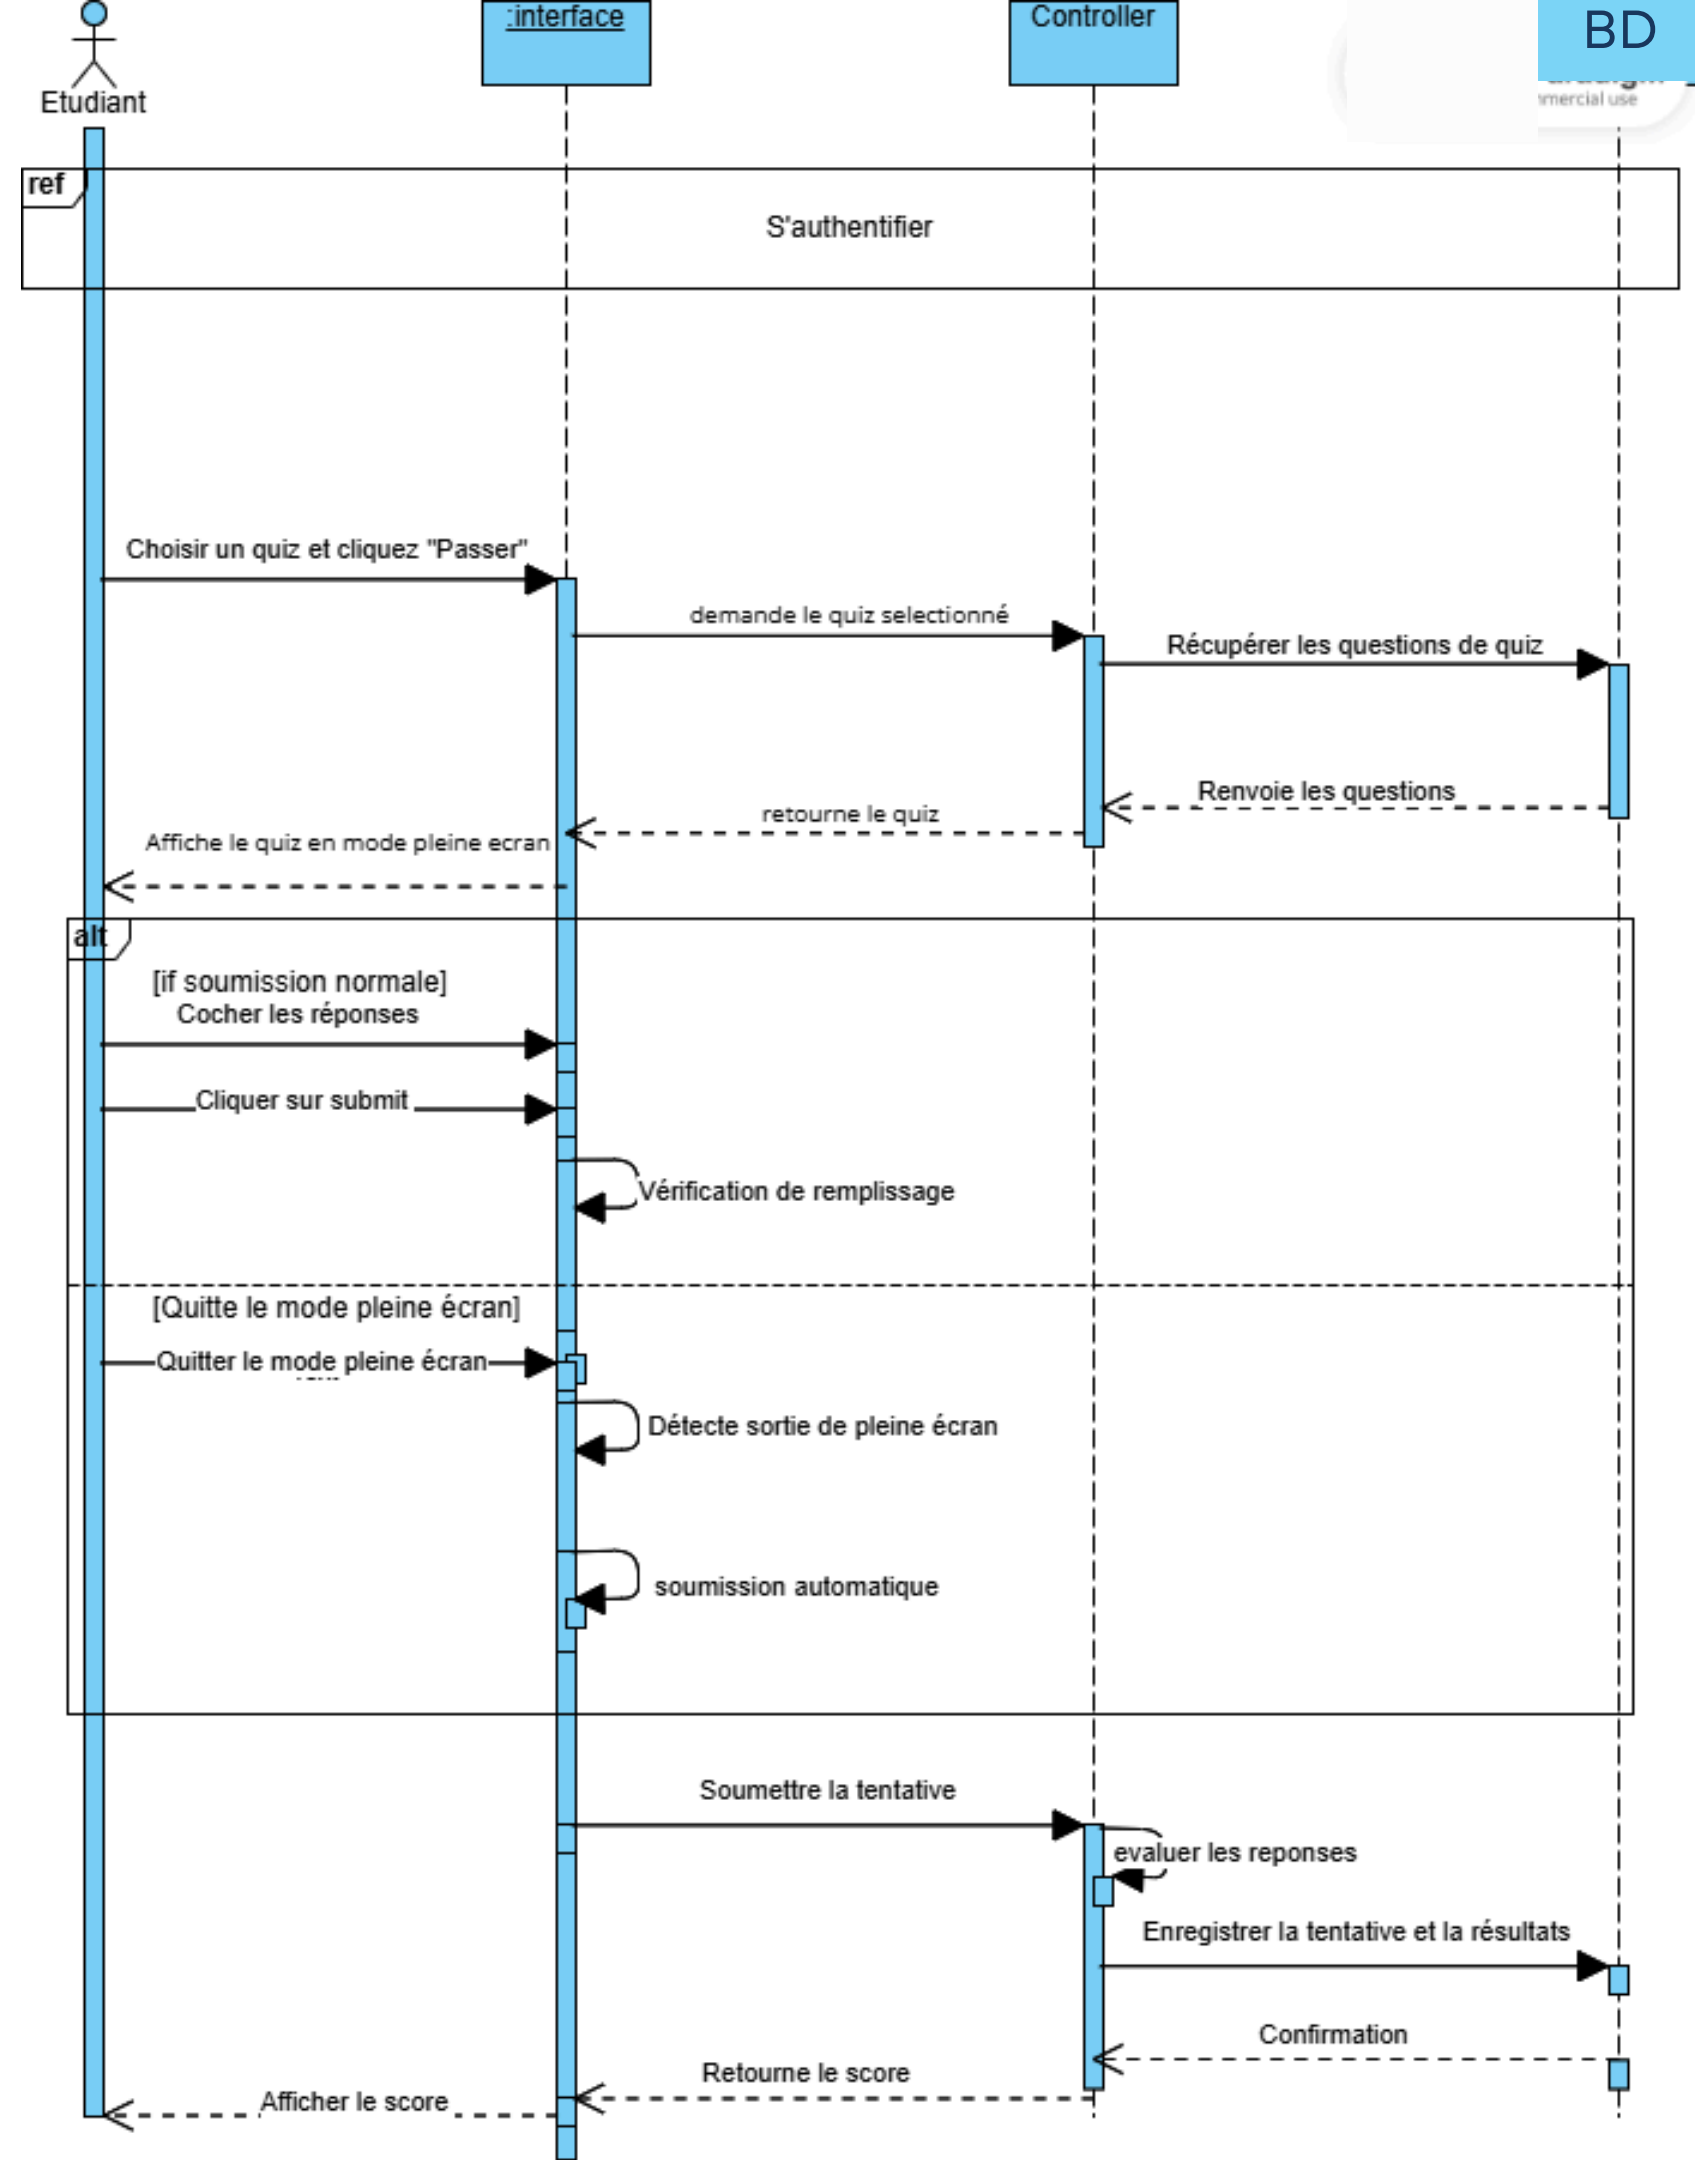 :interface
Controller
BD
Etudiant
mmercial use
ref
S'authentifier
Choisir un quiz et cliquez "Passer"
demande le quiz selectionné
Récupérer les questions de quiz
Renvoie les questions
retourne le quiz
Affiche le quiz en mode pleine ecran
alt
[if soumission normale]
Cocher les réponses
Cliquer sur submit
Vérification de remplissage
[Quitte le mode pleine écran]
Quitter le mode pleine écran
Détecte sortie de pleine écran
soumission automatique
Soumettre la tentative
evaluer les reponses
Enregistrer la tentative et la résultats
Confirmation
Retourne le score
Afficher le score